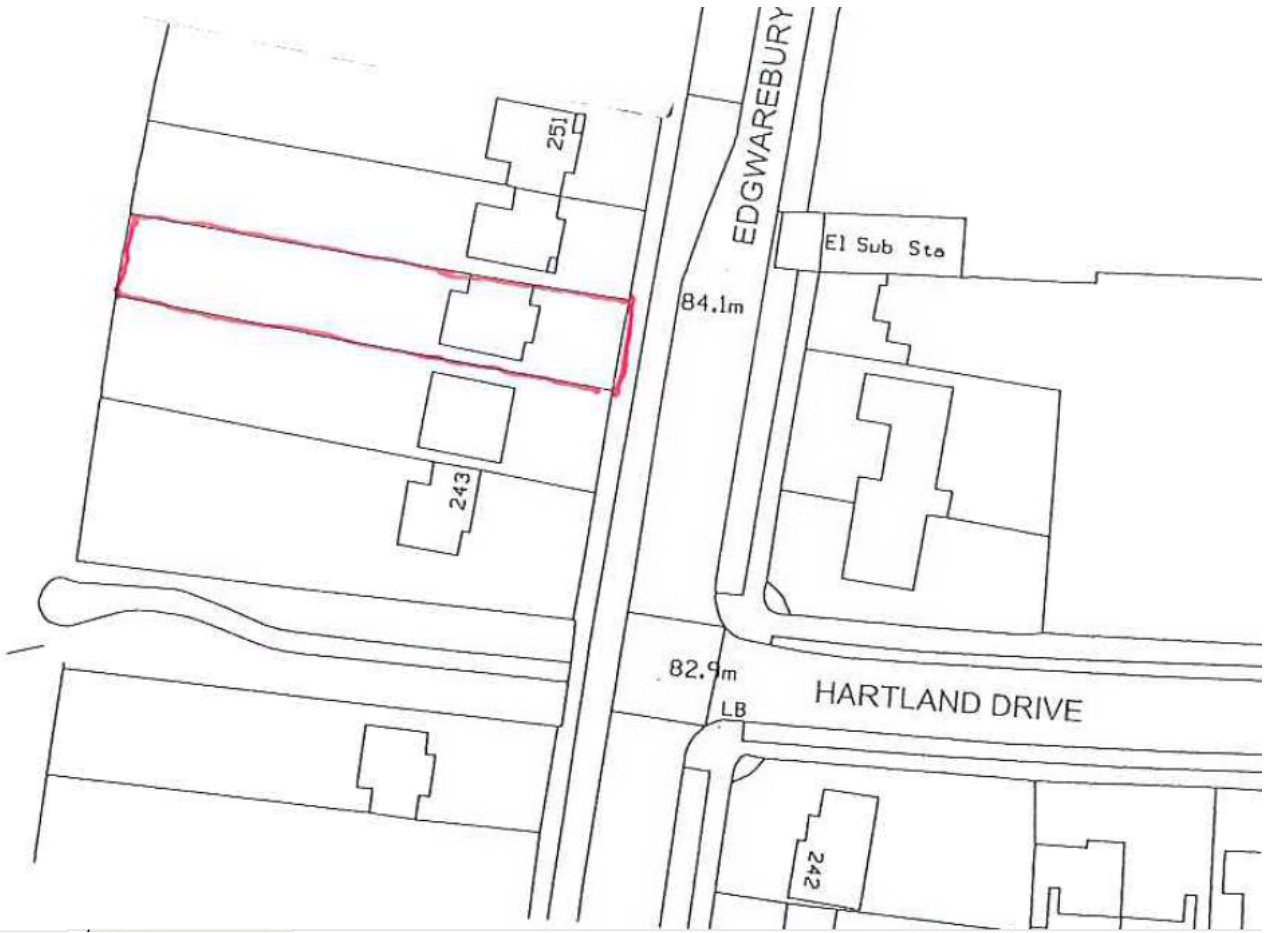 EDGWAREBURY
251
El Sub Sta
84.1m
243
82.9m
LB
HARTLAND DRIVE
242